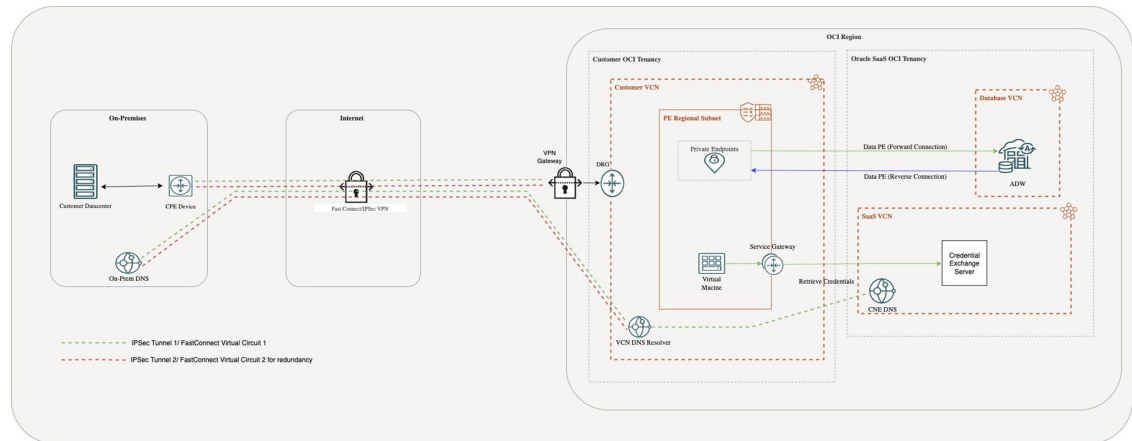 OCI Region
Customer OCI Tenancy
Oracle SaaS OCI Tenancy
Customer VCN
Database VCN
On-Premises
Internet
PE Regional Subnet
Private Endpoints
Data PE (Forward Connection)
VPN
Gateway
DRG
Data PE (Reverse Connection)
ADW
Customer Datacenter
CPE Device
Fast Connect/IPSec VPN
SaaS VCN
Service Gateway
Credential
Exchange
Server
On-Prem DNS
Virtual
Macine
Retrieve Credentials
CNE DNS
VCN DNS Resolver
IPSec Tunnel 1/ FastConnect Virtual Circuit 1
IPSec Tunnel 2/ FastConnect Virtual Circuit 2 for redundancy